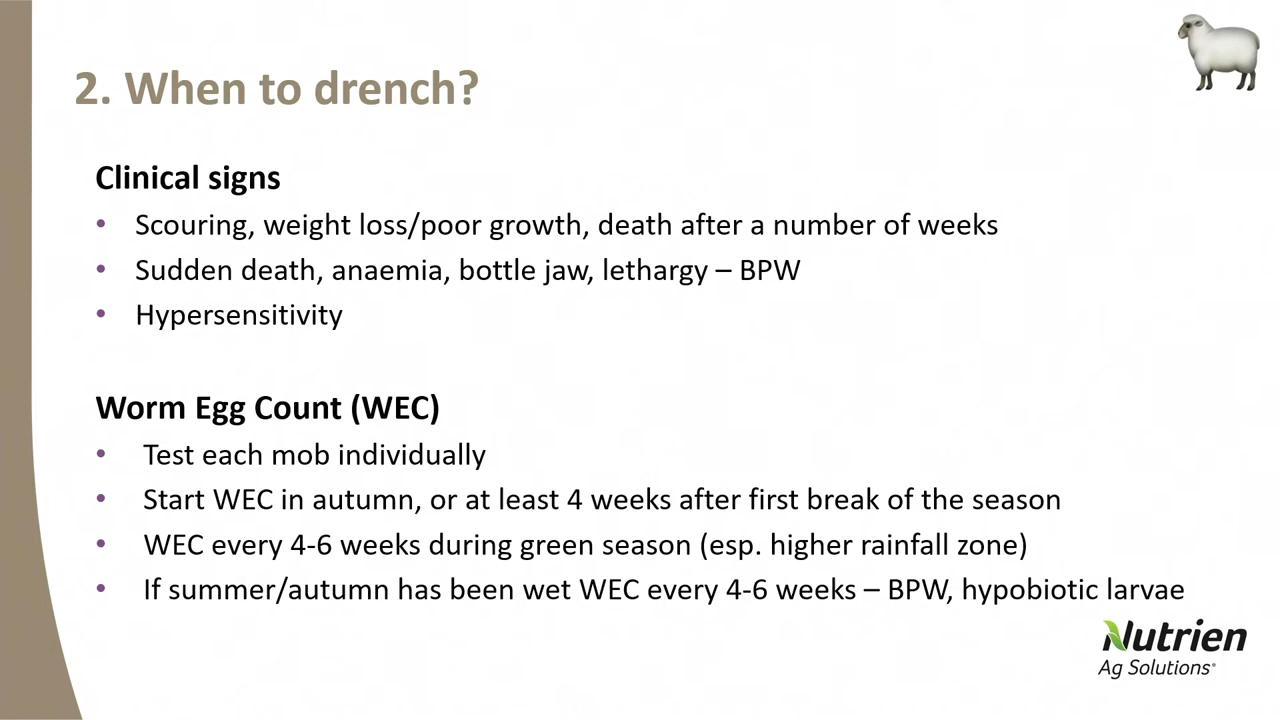 2. When to drench?
Clinical signs
• Scouring, weight loss/poor growth, death after a number of weeks
• Sudden death, anaemia, bottle jaw, lethargy – BPW
• Hypersensitivity
Worm Egg Count (WEC)
• Test each mob individually
• Start WEC in autumn, or at least 4 weeks after first break of the season
• WEC every 4-6 weeks during green season (esp. higher rainfall zone)
• If summer/autumn has been wet WEC every 4-6 weeks – BPW, hypobiotic larvae
Nutrien
Ag Solutions®